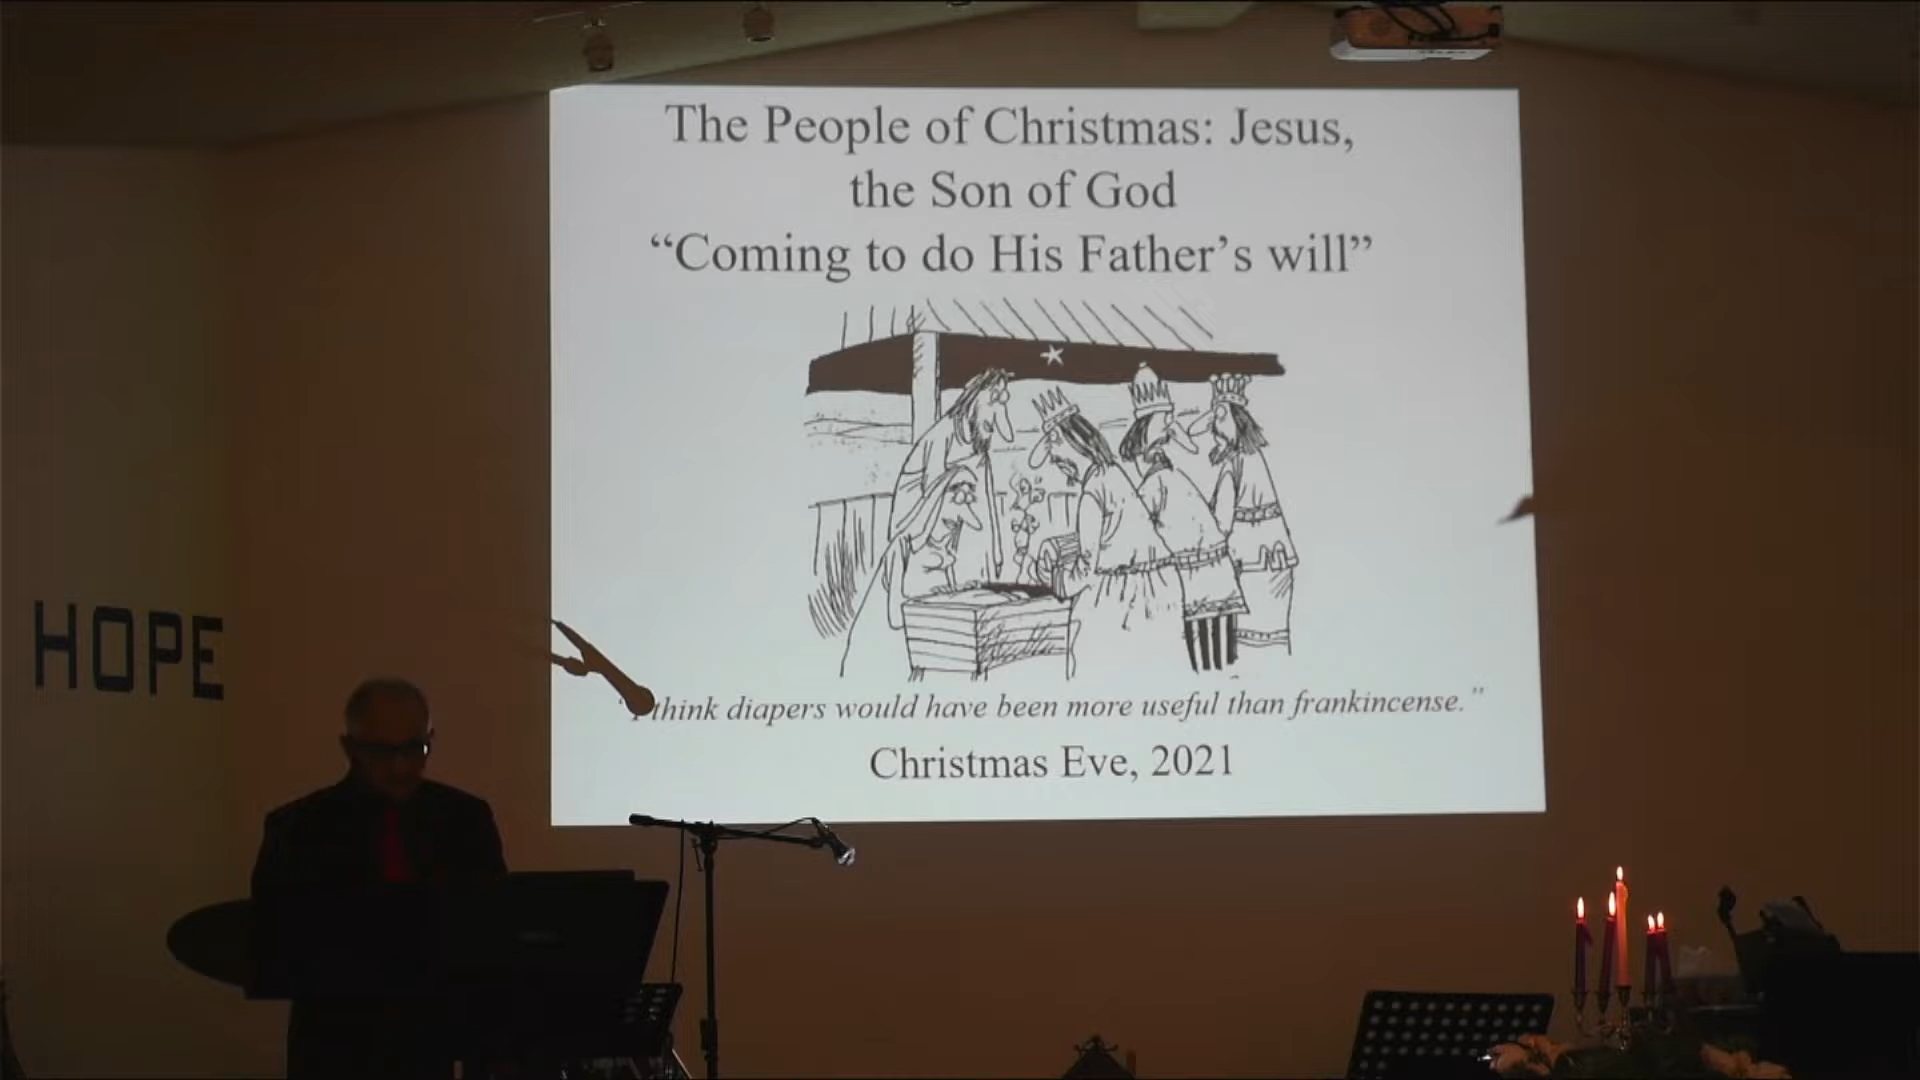 The People of Christmas: Jesus,
the Son of God
“Coming to do His Father’s will”
think diapers would have been more useful than frankincense.”
Christmas Eve, 2021
HOPE